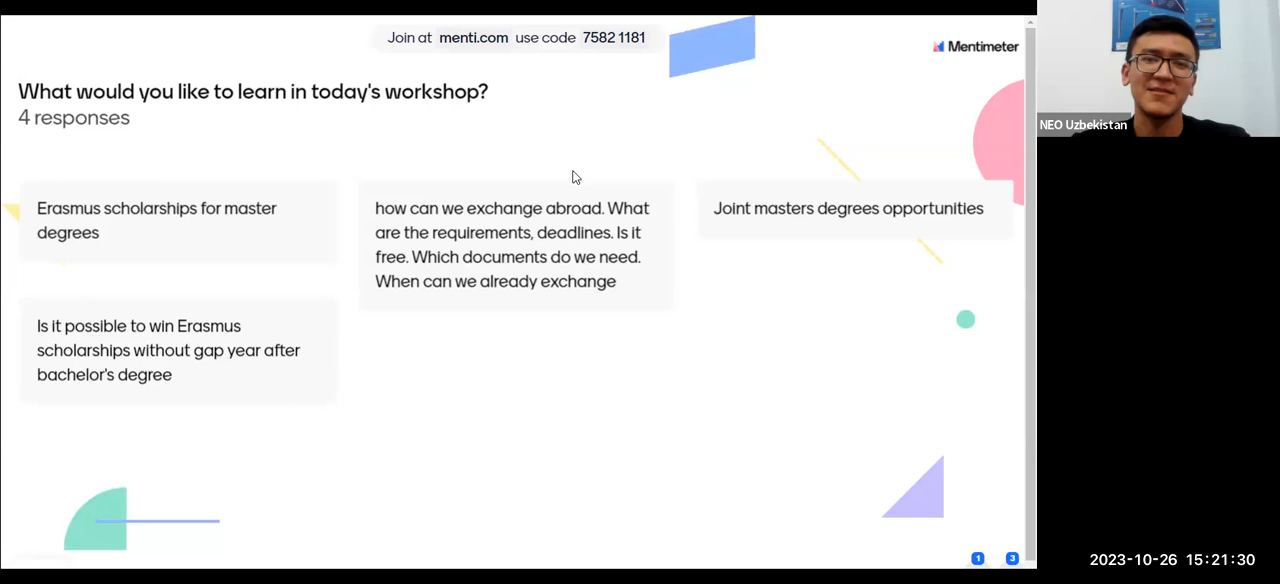 Join at menti.com use code 7582 1181
Mentimeter
What would you like to learn in today's workshop?
4 responses
Erasmus scholarships for master
degrees
how can we exchange abroad. What
are the requirements, deadlines. Is it
free. Which documents do we need.
When can we already exchange
Joint masters degrees opportunities
Is it possible to win Erasmus
scholarships without gap year after
bachelor's degree
1 3
NEO Uzbekistan
2023-10-26 15:21:30